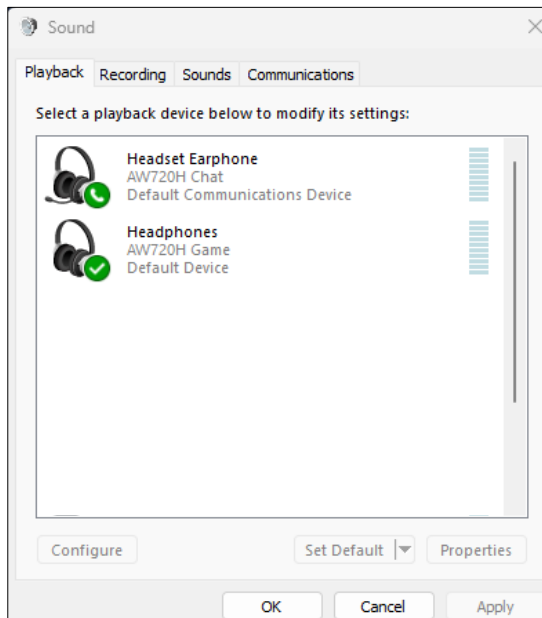 Sound
Playback Recording Sounds Communications
Select a playback device below to modify its settings:
Headset Earphone
AW720H Chat
Default Communications Device
Headphones
AW720H Game
Default Device
Configure Set Default Properties
OK Cancel Apply